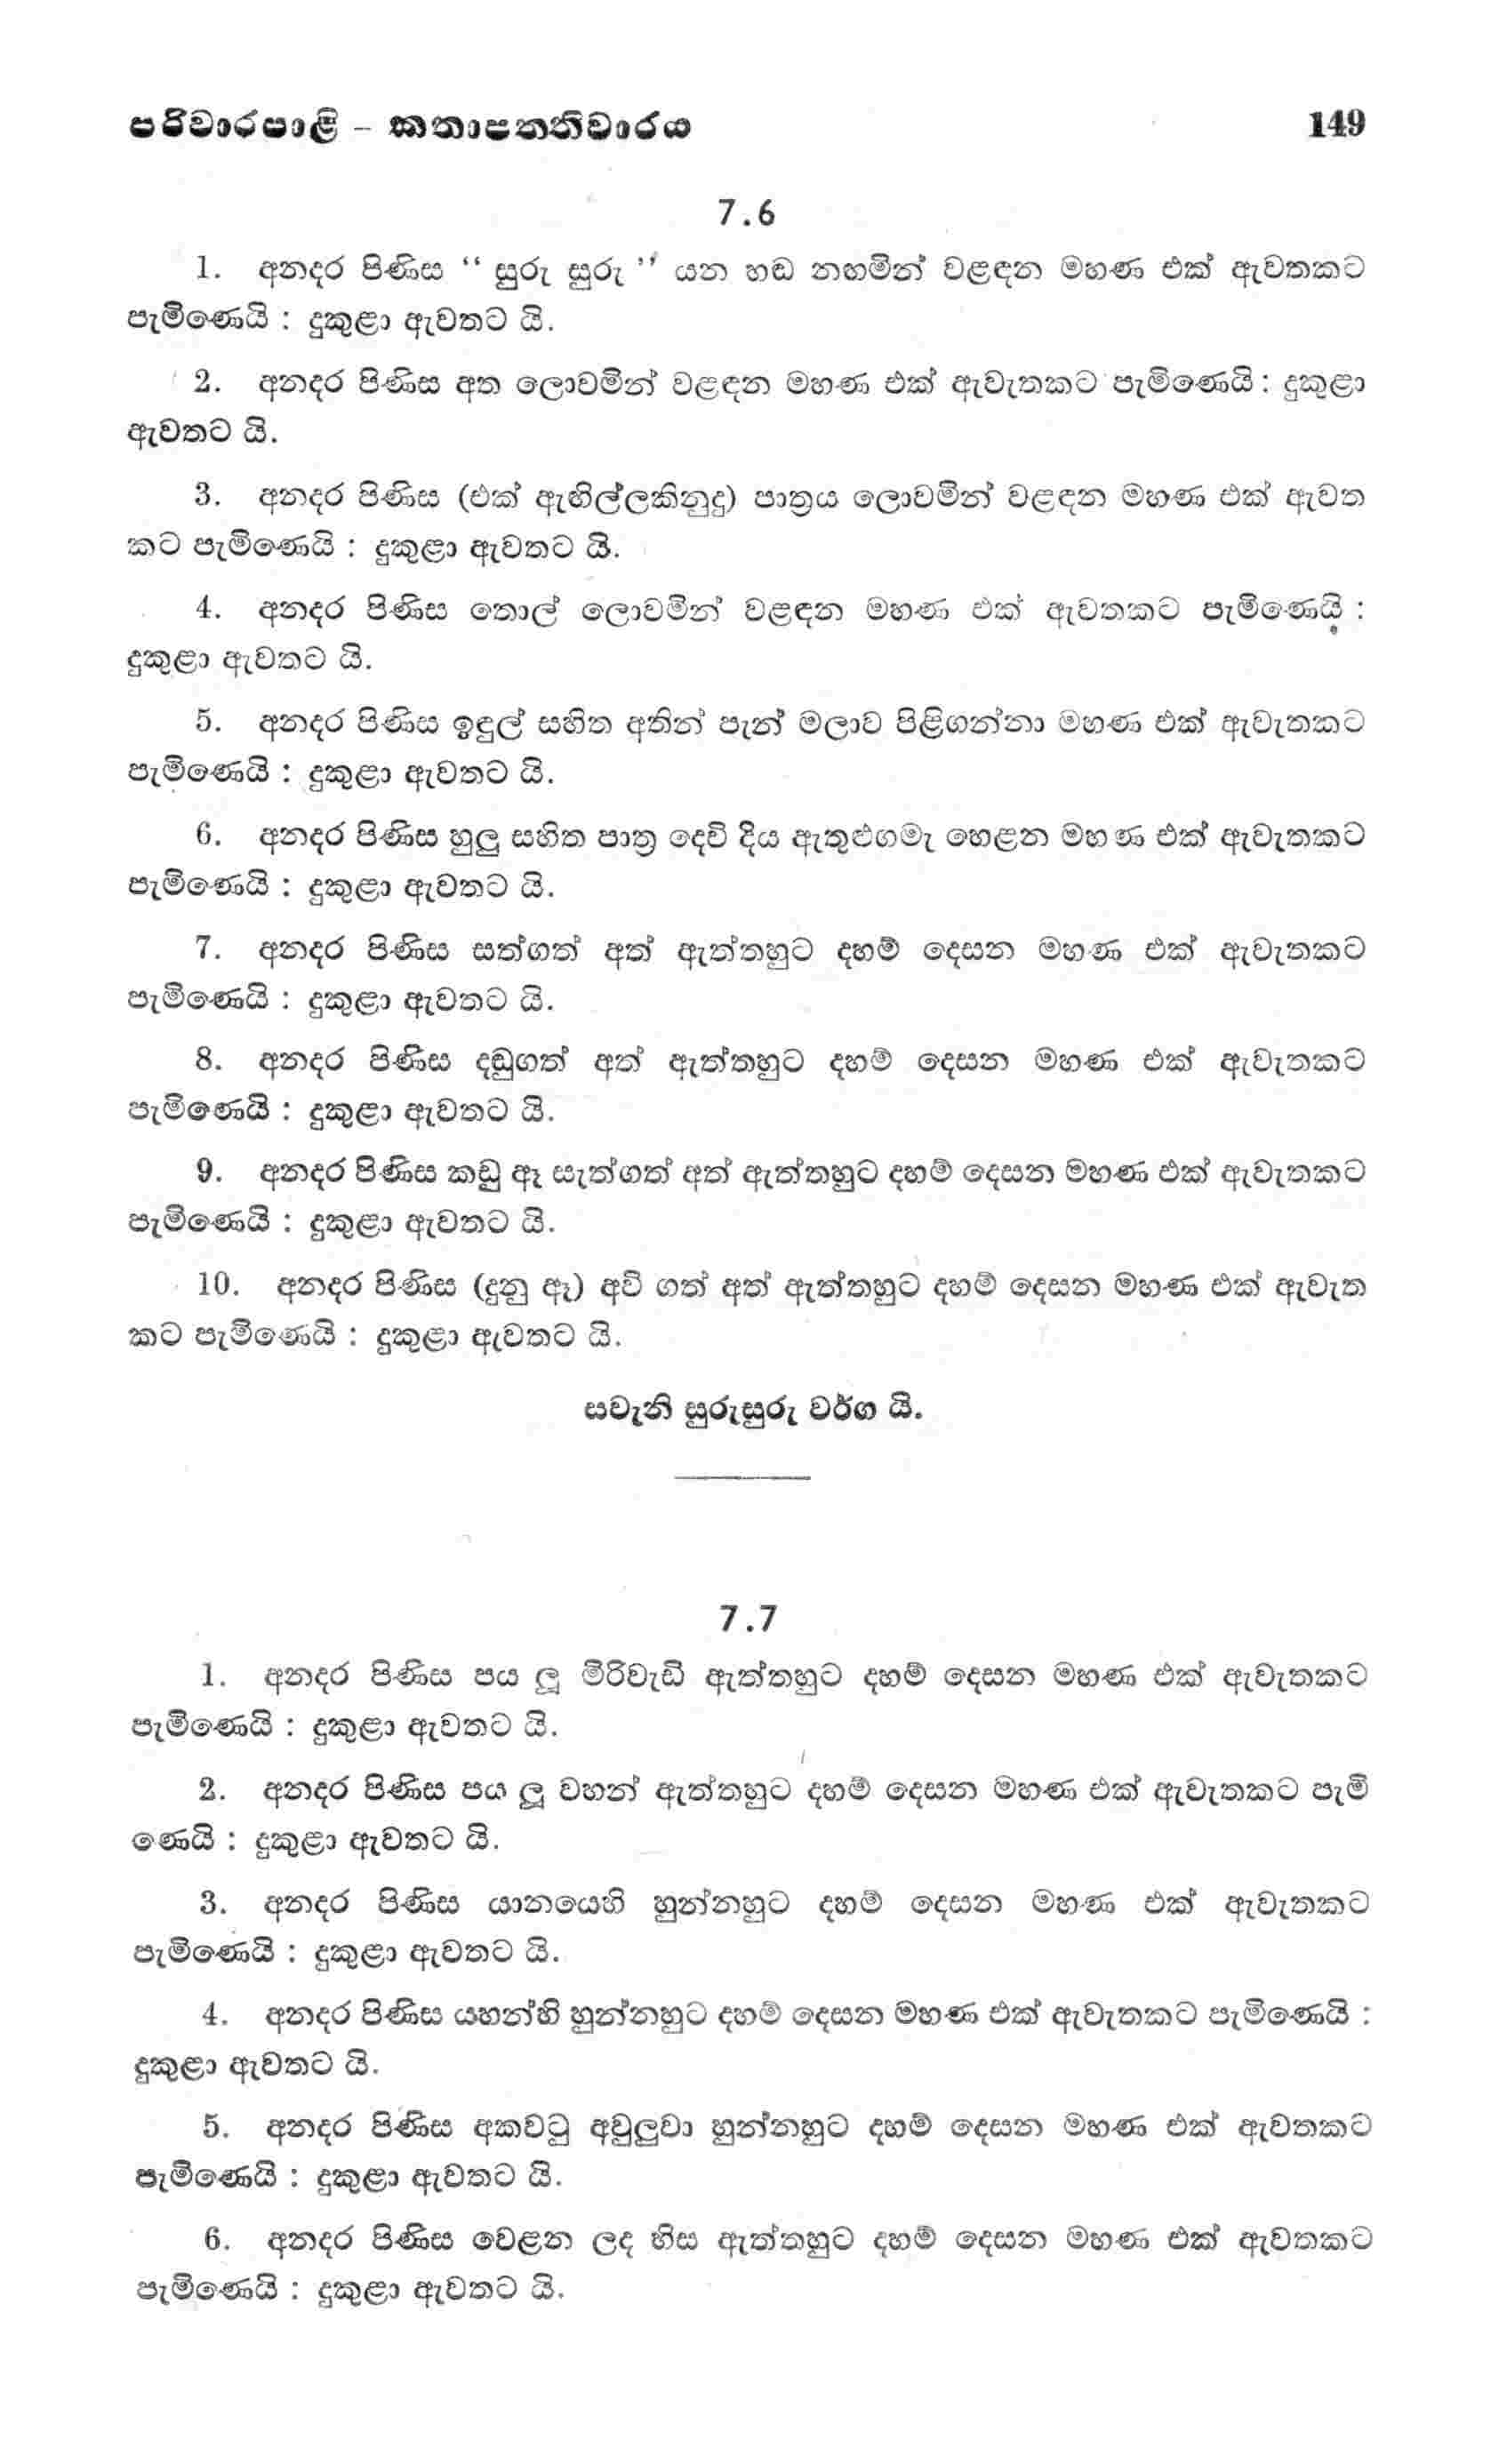 පරිවාරපාළි – කතාපත්තිවාරය 149
7.6
1. අනදර පිණිස “ සුරු සුරු ” යන හඬ නඟමින් වළඳන මහණ එක් ඇවතකට
පැමිණෙයි : දුකුළා ඇවතට යි.
2. අනදර පිණිස අත ලොවමින් වළඳන මහණ එක් ඇවැතකට පැමිණෙයි : දුකුළා
ඇවතට යි.
3. අනදර පිණිස (එක් ඇඟිල්ලකිනුදු) පාත්‍රය ලොවමින් වළඳන මහණ එක් ඇවත
කට පැමිණෙයි : දුකුළා ඇවතට යි.
4. අනදර පිණිස තොල් ලොවමින් වළඳන මහණ එක් ඇවතකට පැමිණෙයි :
දුකුළා ඇවතට යි.
5. අනදර පිණිස ඉඳුල් සහිත අතින් පැන් මලාව පිළිගන්නා මහණ එක් ඇවැතකට
පැමිණෙයි : දුකුළා ඇවතට යි.
6. අනදර පිණිස හුලු සහිත පාත්‍ර දෙවි දිය ඇතුළුගමැ හෙළන මහණ එක් ඇවැතකට
පැමිණෙයි : දුකුළා ඇවතට යි.
7. අනදර පිණිස සත්ගත් අත් ඇත්තහුට දහම් දෙසන මහණ එක් ඇවැතකට
පැමිණෙයි : දුකුළා ඇවතට යි.
8. අනදර පිණිස දඬුගත් අත් ඇත්තහුට දහම් දෙසන මහණ එක් ඇවැතකට
පැමිණෙයි : දුකුළා ඇවතට යි.
9. අනදර පිණිස කඩු ඈ සැත්ගත් අත් ඇත්තහුට දහම් දෙසන මහණ එක් ඇවැතකට
පැමිණෙයි : දුකුළා ඇවතට යි.
10. අනදර පිණිස (දුනු ඈ) අවි ගත් අත් ඇත්තහුට දහම් දෙසන මහණ එක් ඇවැත
කට පැමිණෙයි : දුකුළා ඇවතට යි.
සවැනි සුරුසුරු වර්ග යි.
7.7
1. අනදර පිණිස පය ලූ මිරිවැඩි ඇත්තහුට දහම් දෙසන මහණ එක් ඇවැතකට
පැමිණෙයි : දුකුළා ඇවතට යි.
2. අනදර පිණිස පය ලූ වහන් ඇත්තහුට දහම් දෙසන මහණ එක් ඇවැතකට පැමි
ණෙයි : දුකුළා ඇවතට යි.
3. අනදර පිණිස යානයෙහි හුන්නහුට දහම් දෙසන මහණ එක් ඇවැතකට
පැමිණෙයි : දුකුළා ඇවතට යි.
4. අනදර පිණිස යහන්හි හුන්නහුට දහම් දෙසන මහණ එක් ඇවැතකට පැමිණෙයි :
දුකුළා ඇවතට යි.
5. අනදර පිණිස අකවටු අවුලුවා හුන්නහුට දහම් දෙසන මහණ එක් ඇවතකට
පැමිණෙයි : දුකුළා ඇවතට යි.
6. අනදර පිණිස වෙළන ලද හිස ඇත්තහුට දහම් දෙසන මහණ එක් ඇවතකට
පැමිණෙයි : දුකුළා ඇවතට යි.